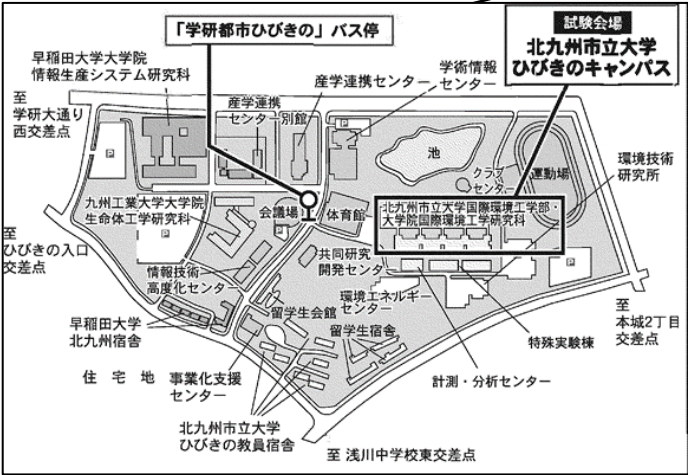 「学研都市ひびきの」バス停
試験会場
北九州市立大学
ひびきのキャンパス
早稲田大学大学院
情報生産システム研究科
産学連携センター
学術情報
センター
至
学研大通り
西交差点
産学連携
センター別館
P
P
池
クラブ
センター
運動場
環境技術
研究所
九州工業大学大学院
生命体工学研究科
P
会議場
体育館
北九州市立大学国際環境工学部・
大学院国際環境工学研究科
至
ひびきの入口
交差点
情報技術
高度化センター
共同研究
開発センター
P
環境エネルギー
センター
留学生会館
至
本城2丁目
交差点
早稲田大学
北九州宿舎
留学生宿舎
特殊実験棟
住宅地
事業化支援
センター
計測・分析センター
北九州市立大学
ひびきの教員宿舎
至 浅川中学校東交差点